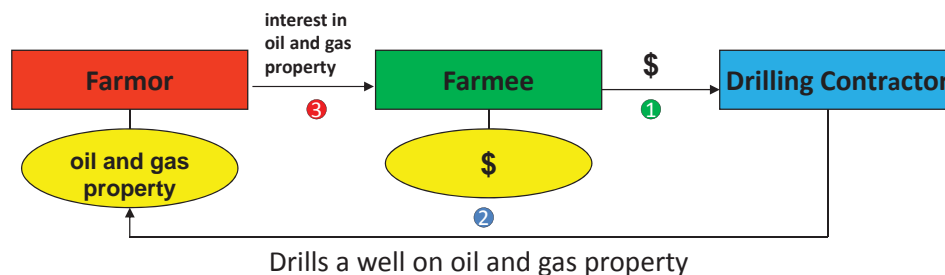 interest in
oil and gas
property
$
Farmor
Farmee
Drilling Contractor
3
1
oil and gas
property
$
2
Drills a well on oil and gas property